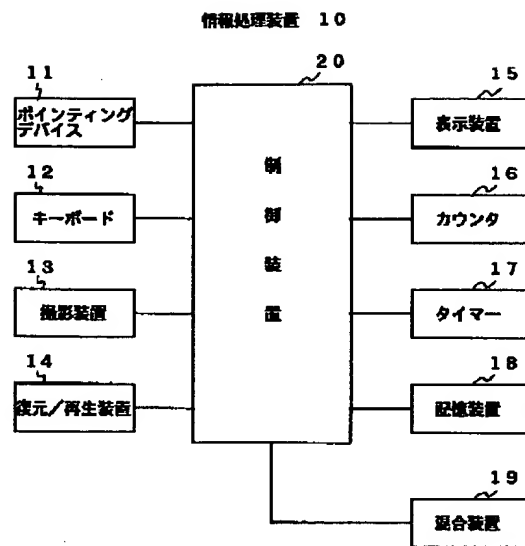 情報処理装置 10
20
11
ポインティング
デバイス
12
キーボード
13
撮影装置
14
復元／再生装置
制
御
装
置
15
表示装置
16
カウンタ
17
タイマー
18
記憶装置
19
混合装置